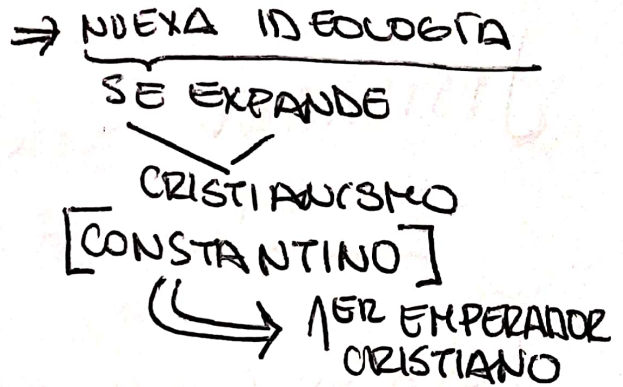 ⇒ NUEVA IDEOLOGÍA
SE EXPANDE
CRISTIANISMO
[CONSTANTINO]
1ER EMPERADOR
CRISTIANO